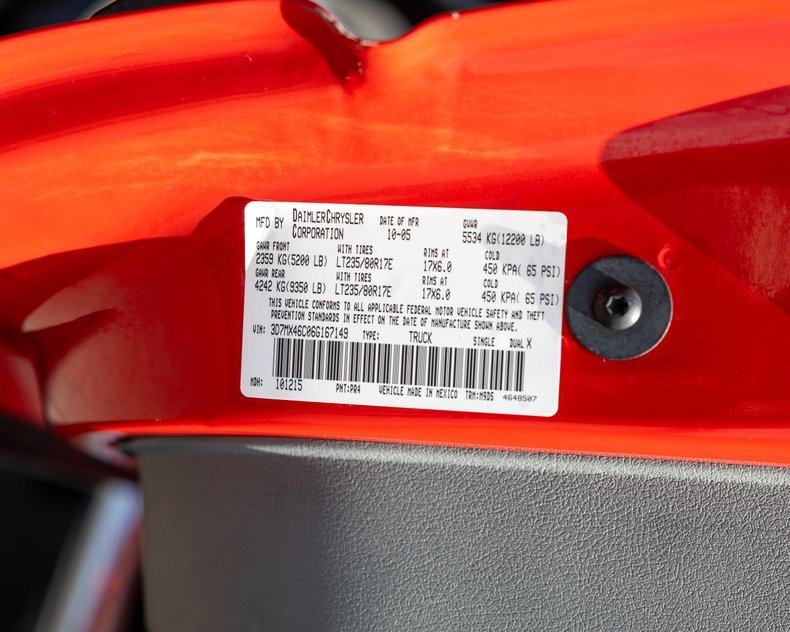 MFD BY DAIMLERCHRYSLER CORPORATION DATE OF MFR 10-05 GVWR 5534 KG(12200 LB)
GAWR FRONT WITH TIRES RIMS AT COLD
2359 KG(5200 LB) LT235/80R17E 17X6.0 450 KPA( 65 PSI)
GAWR REAR WITH TIRES RIMS AT COLD
4242 KG(9350 LB) LT235/80R17E 17X6.0 450 KPA( 65 PSI)
THIS VEHICLE CONFORMS TO ALL APPLICABLE FEDERAL MOTOR VEHICLE SAFETY AND THEFT
PREVENTION STANDARDS IN EFFECT ON THE DATE OF MANUFACTURE SHOWN ABOVE.
VIN: 3D7MX46C06G167149 TYPE: TRUCK SINGLE DUAL X
MDH: 101215 PNT:PR4 VEHICLE MADE IN MEXICO TRM:M9D5 4648507